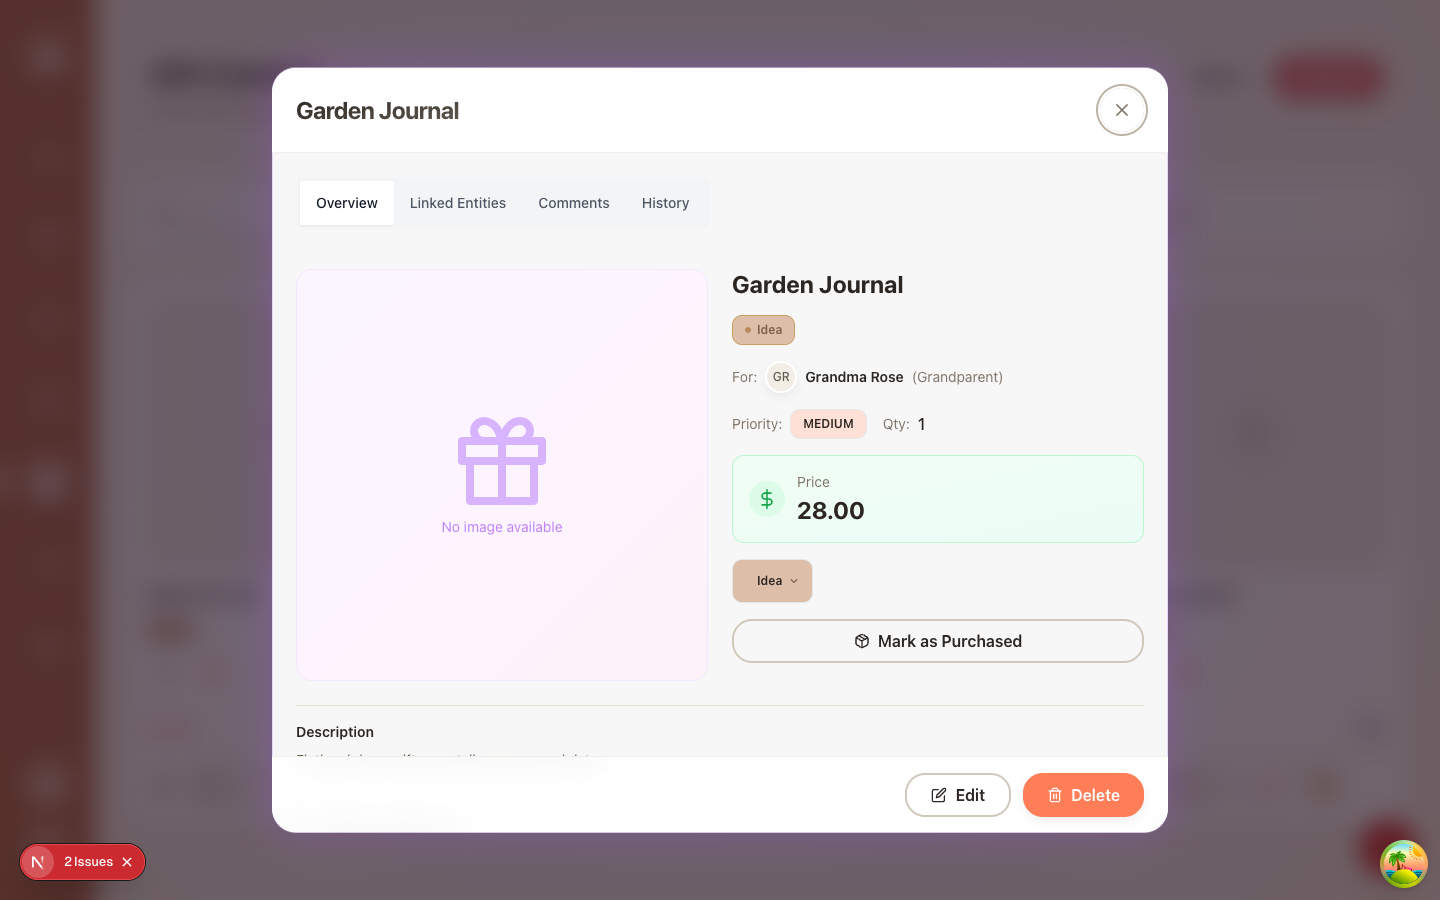 Garden Journal
Overview
Linked Entities
Comments
History
No image available
Garden Journal
Idea
For: GR Grandma Rose (Grandparent)
Priority: MEDIUM Qty: 1
Price
28.00
Idea
Mark as Purchased
Description
Edit
Delete
2 Issues